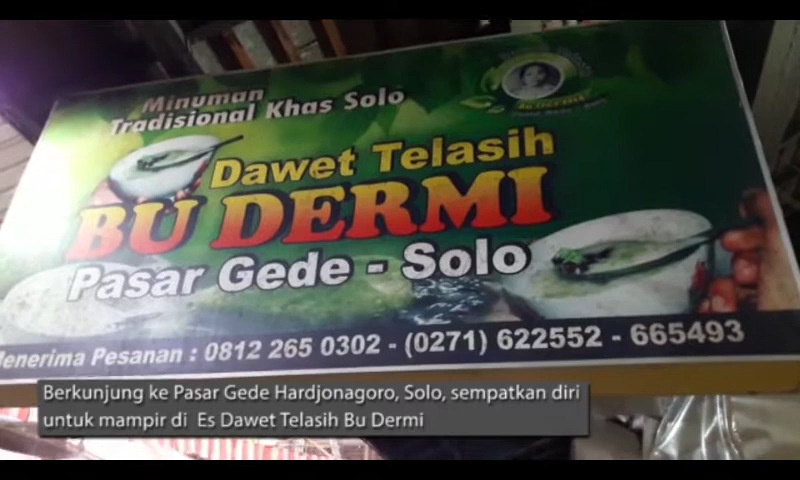 Minuman
Tradisional Khas Solo
Dawet Telasih
BU DERMI
Pasar Gede - Solo
Menerima Pesanan : 0812 265 0302 - (0271) 622552 - 665493
Berkunjung ke Pasar Gede Hardjonagoro, Solo, sempatkan diri
untuk mampir di Es Dawet Telasih Bu Dermi